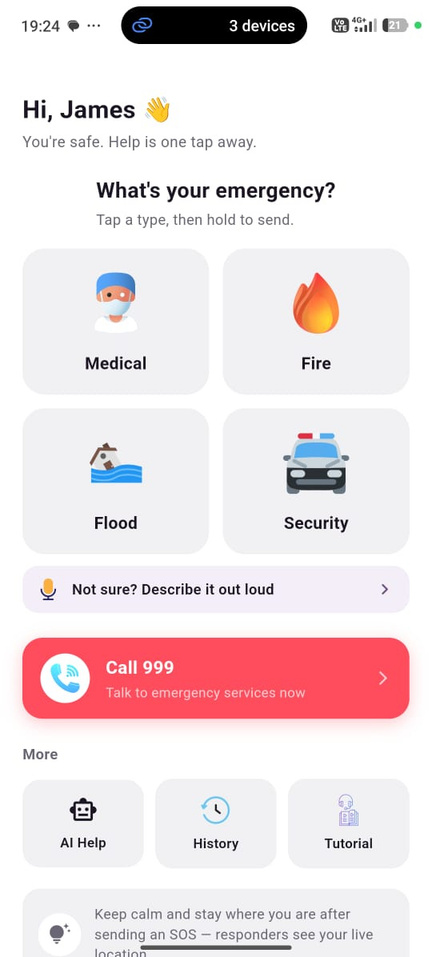 19:24 ··· 3 devices Vo LTE 4G+ 21
Hi, James 👋
You're safe. Help is one tap away.
What's your emergency?
Tap a type, then hold to send.
Medical
Fire
Flood
Security
Not sure? Describe it out loud
Call 999
Talk to emergency services now
More
AI Help
History
Tutorial
Keep calm and stay where you are after
sending an SOS — responders see your live
location